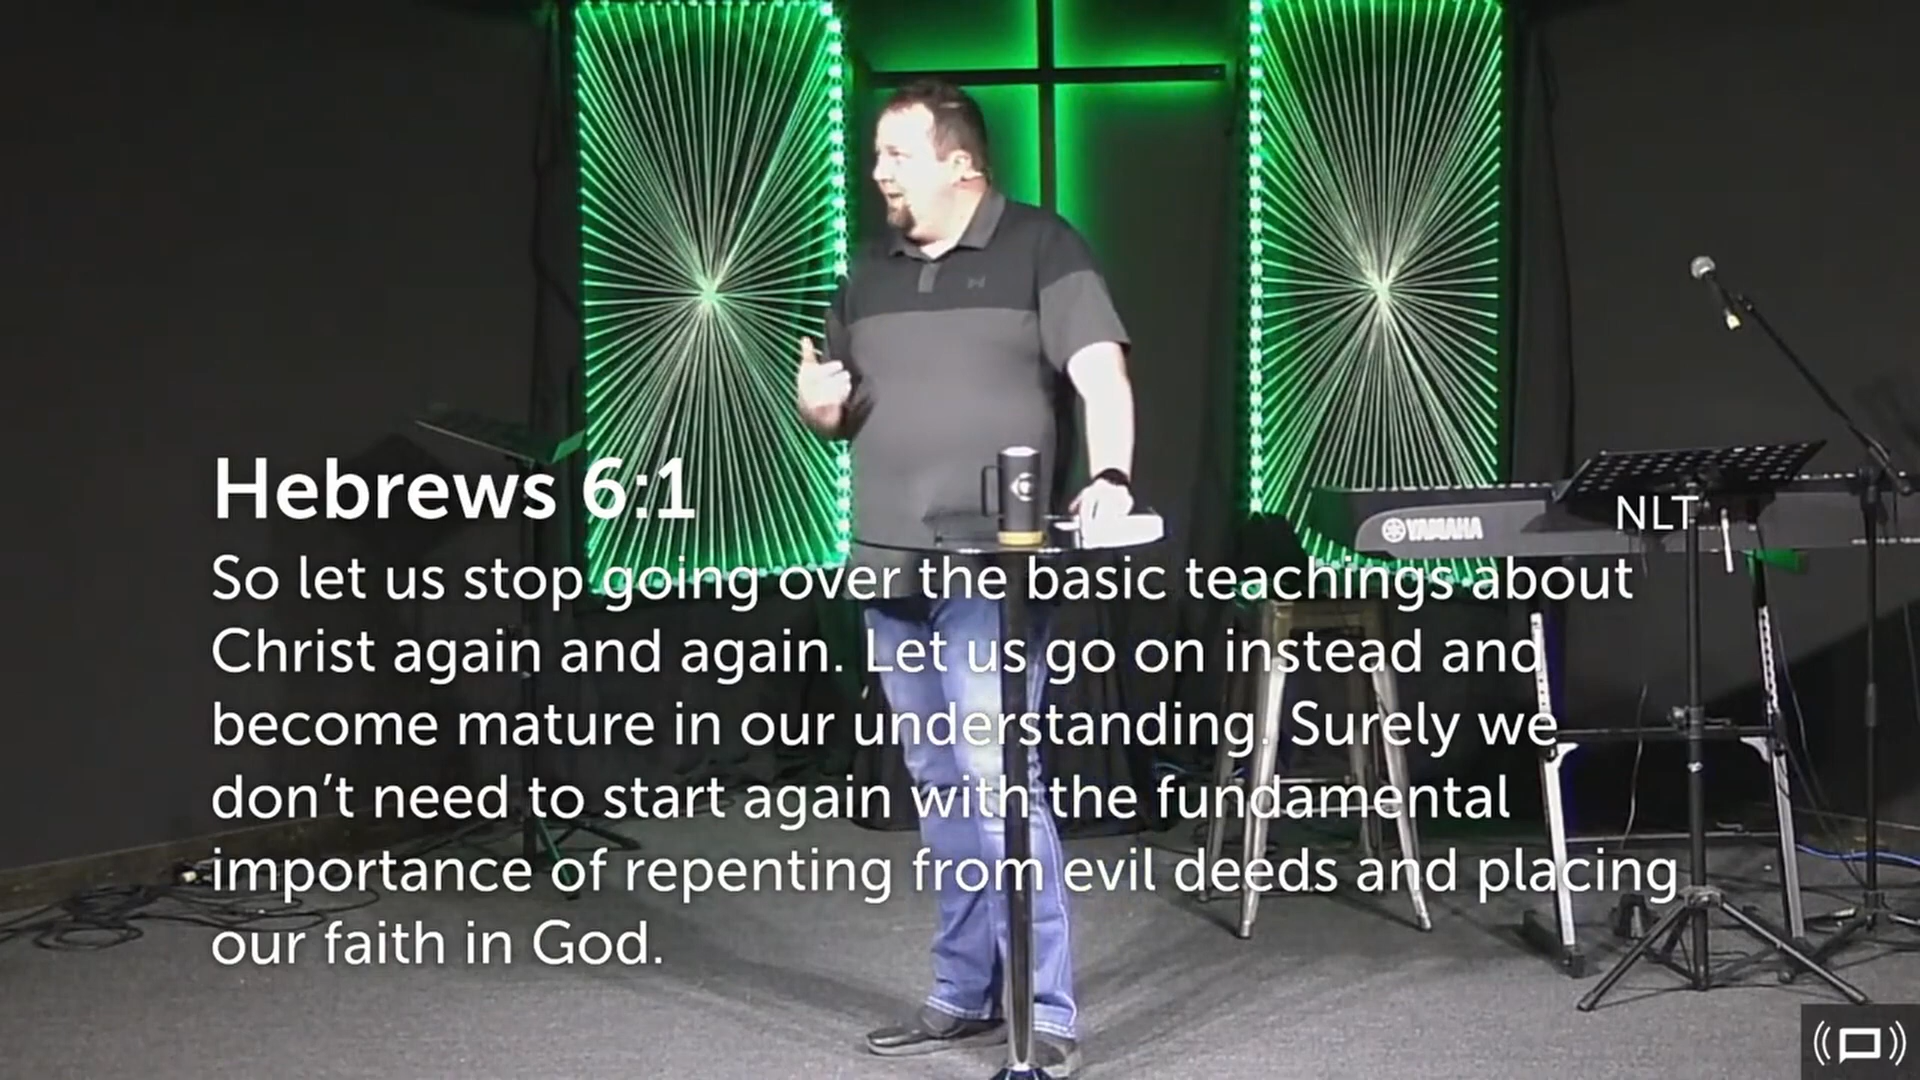 Hebrews 6:1
NLT
So let us stop going over the basic teachings about
Christ again and again. Let us go on instead and
become mature in our understanding. Surely we
don’t need to start again with the fundamental
importance of repenting from evil deeds and placing
our faith in God.
YAMAHA